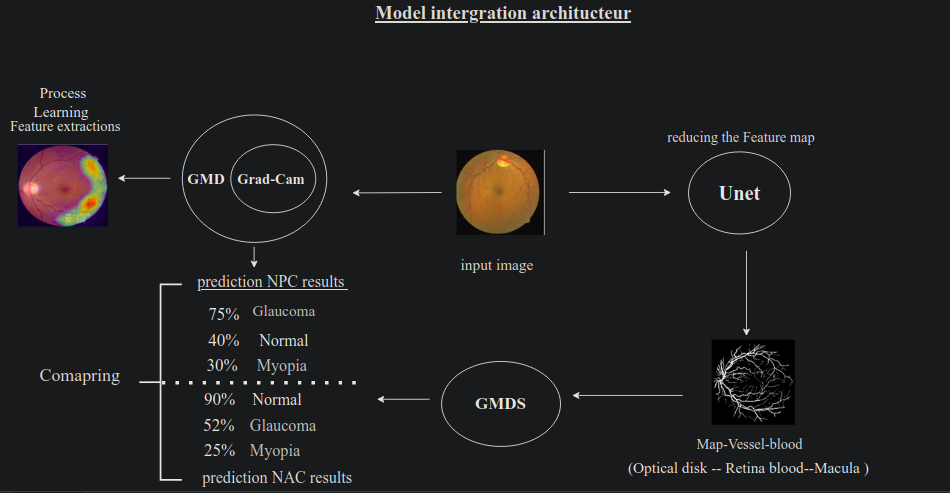 Model intergration architucteur
Process
Learning
Feature extractions
GMD
Grad-Cam
input image
reducing the Feature map
Unet
prediction NPC results
75% Glaucoma
40% Normal
30% Myopia
Comapring
90% Normal
52% Glaucoma
25% Myopia
prediction NAC results
GMDS
Map-Vessel-blood
(Optical disk -- Retina blood--Macula )